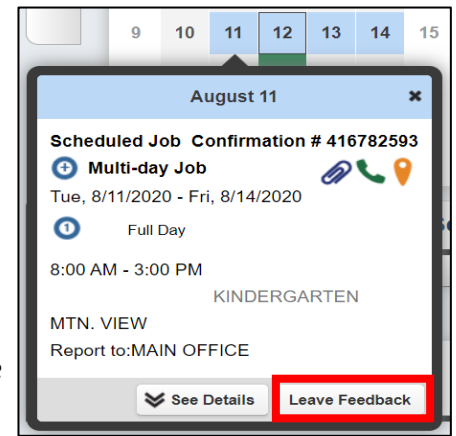 9 10 11 12 13 14 15
August 11 ×
Scheduled Job Confirmation # 416782593
Multi-day Job
Tue, 8/11/2020 - Fri, 8/14/2020
1 Full Day
8:00 AM - 3:00 PM
KINDERGARTEN
MTN. VIEW
Report to:MAIN OFFICE
See Details Leave Feedback